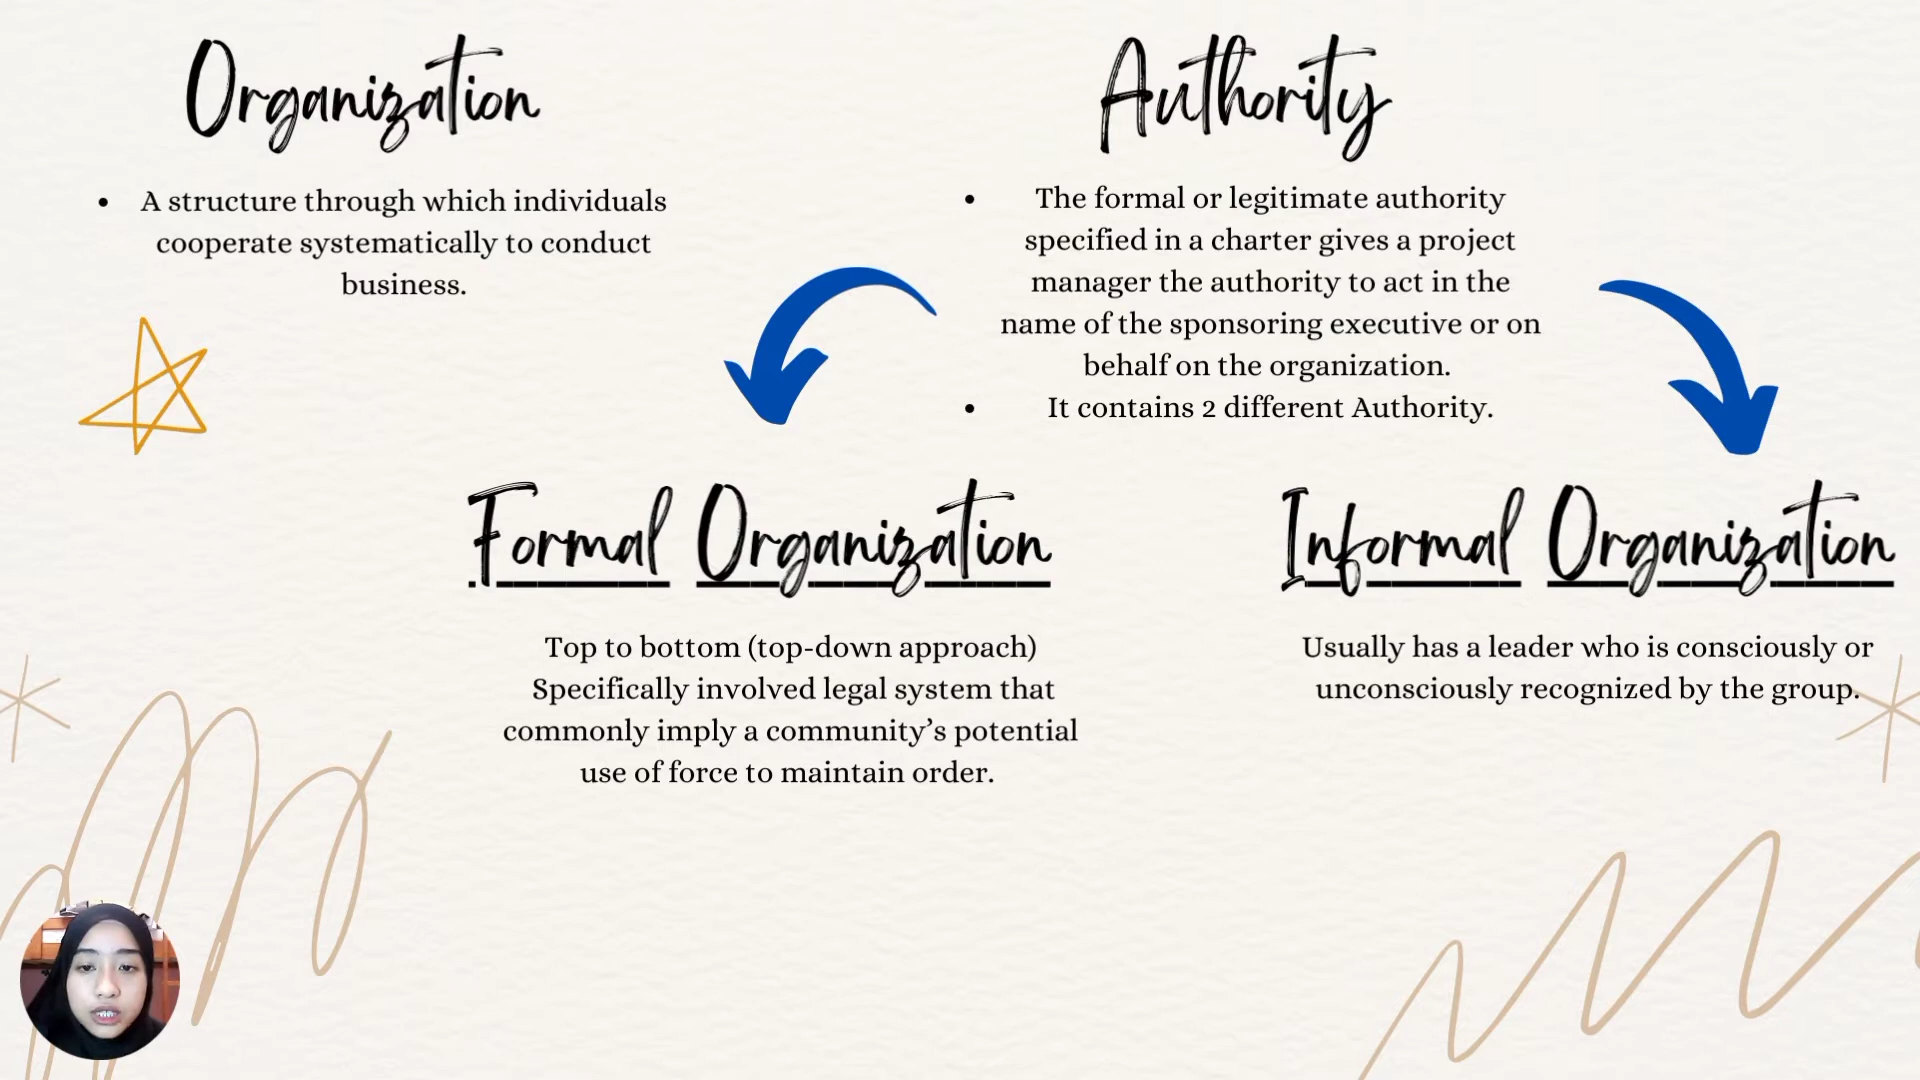 Organization
• A structure through which individuals
cooperate systematically to conduct
business.
Authority
• The formal or legitimate authority
specified in a charter gives a project
manager the authority to act in the
name of the sponsoring executive or on
behalf on the organization.
• It contains 2 different Authority.
Formal Organization
Top to bottom (top-down approach)
Specifically involved legal system that
commonly imply a community’s potential
use of force to maintain order.
Informal Organization
Usually has a leader who is consciously or
unconsciously recognized by the group.